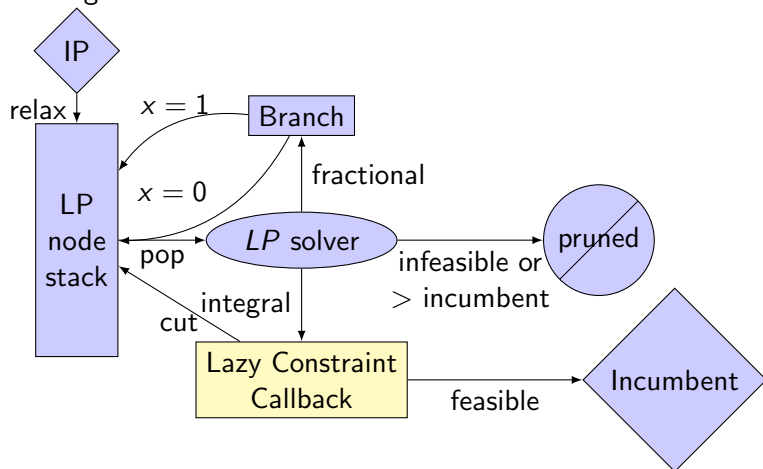 IP
relax
x = 1
Branch
fractional
x = 0
LP
node
stack
pop
LP solver
pruned
infeasible or
> incumbent
integral
cut
Lazy Constraint
Callback
feasible
Incumbent